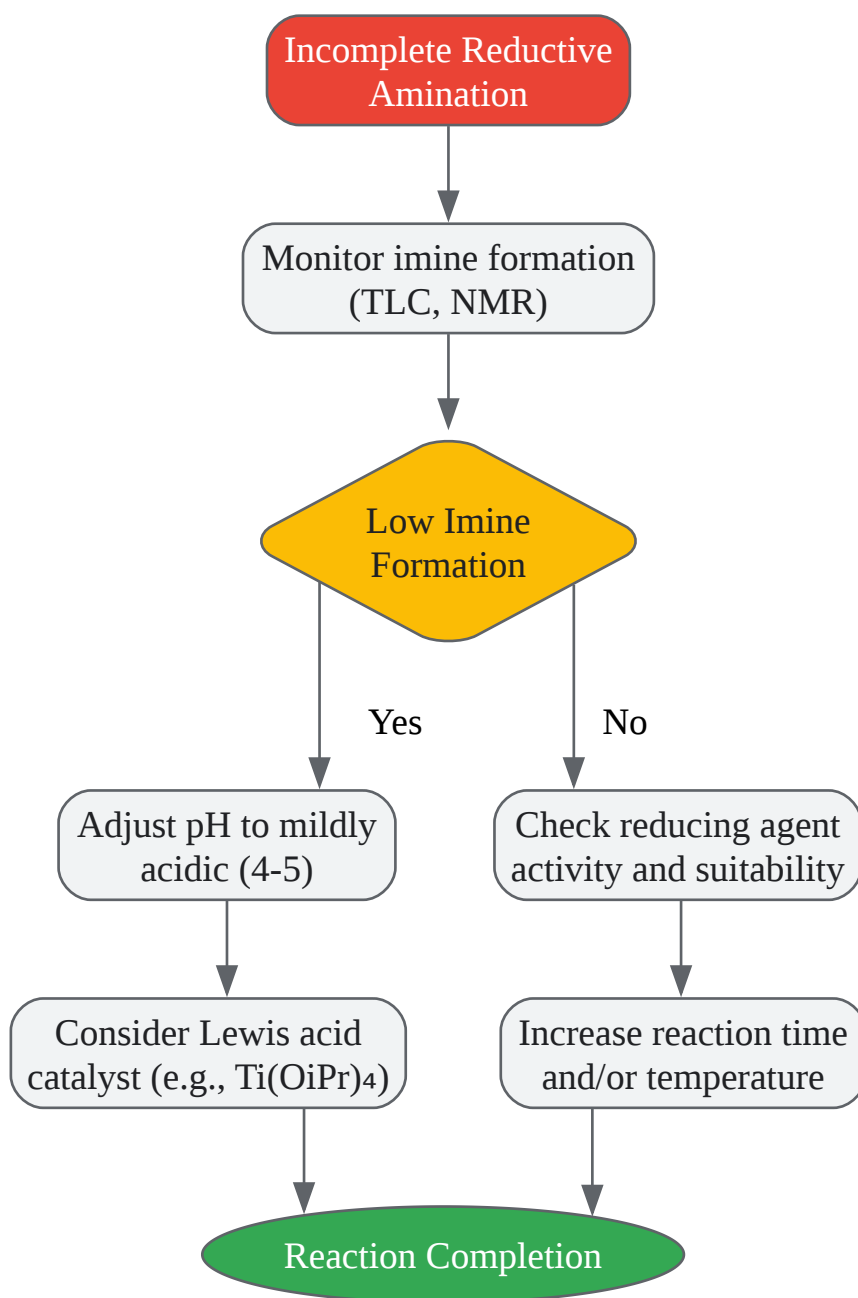 Incomplete Reductive
Amination
Monitor imine formation
(TLC, NMR)
Low Imine
Formation
Yes
No
Adjust pH to mildly
acidic (4-5)
Check reducing agent
activity and suitability
Consider Lewis acid
catalyst (e.g., Ti(OiPr)₄)
Increase reaction time
and/or temperature
Reaction Completion